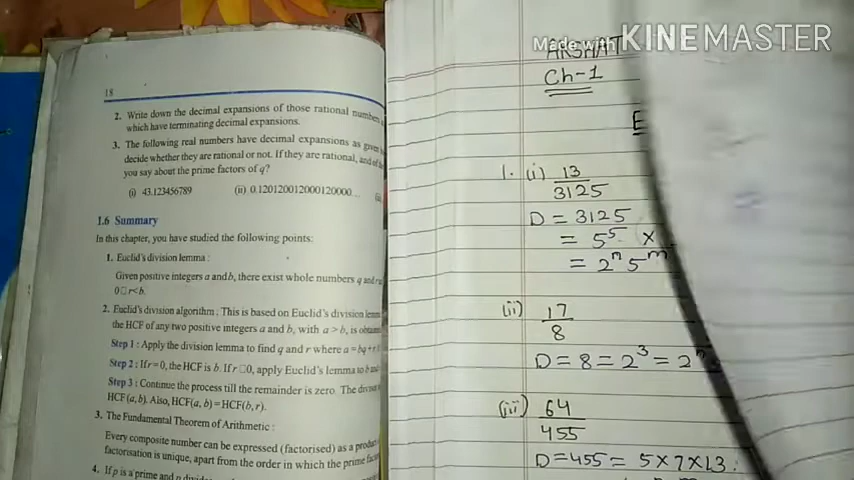 Made with KINEMASTER
18
2. Write down the decimal expansions of those rational numbers
which have terminating decimal expansions.
3. The following real numbers have decimal expansions as given
decide whether they are rational or not. If they are rational, and of
you say about the prime factors of q?
(i) 43.123456789 (ii) 0.120120012000120000...
1.6 Summary
In this chapter, you have studied the following points:
1. Euclid's division lemma :
Given positive integers a and b, there exist whole numbers q and r
0□ r<b.
2. Euclid's division algorithm : This is based on Euclid's division lemma
the HCF of any two positive integers a and b, with a > b, is obtained
Step 1 : Apply the division lemma to find q and r where a = bq + r
Step 2 : If r = 0, the HCF is b. If r □0, apply Euclid's lemma to b and
Step 3 : Continue the process till the remainder is zero. The divisor
HCF (a, b). Also, HCF(a, b) = HCF(b, r).
3. The Fundamental Theorem of Arithmetic :
Every composite number can be expressed (factorised) as a product
factorisation is unique, apart from the order in which the prime
4. If p is a prime and
AKSHAT
Ch-1
E
1. (i) 13
3125
D = 3125
= 5⁵ ×
= 2ⁿ 5ᵐ
(ii) 17
8
D = 8 = 2³ = 2ⁿ
(iii) 64
455
D = 455 = 5×7×13